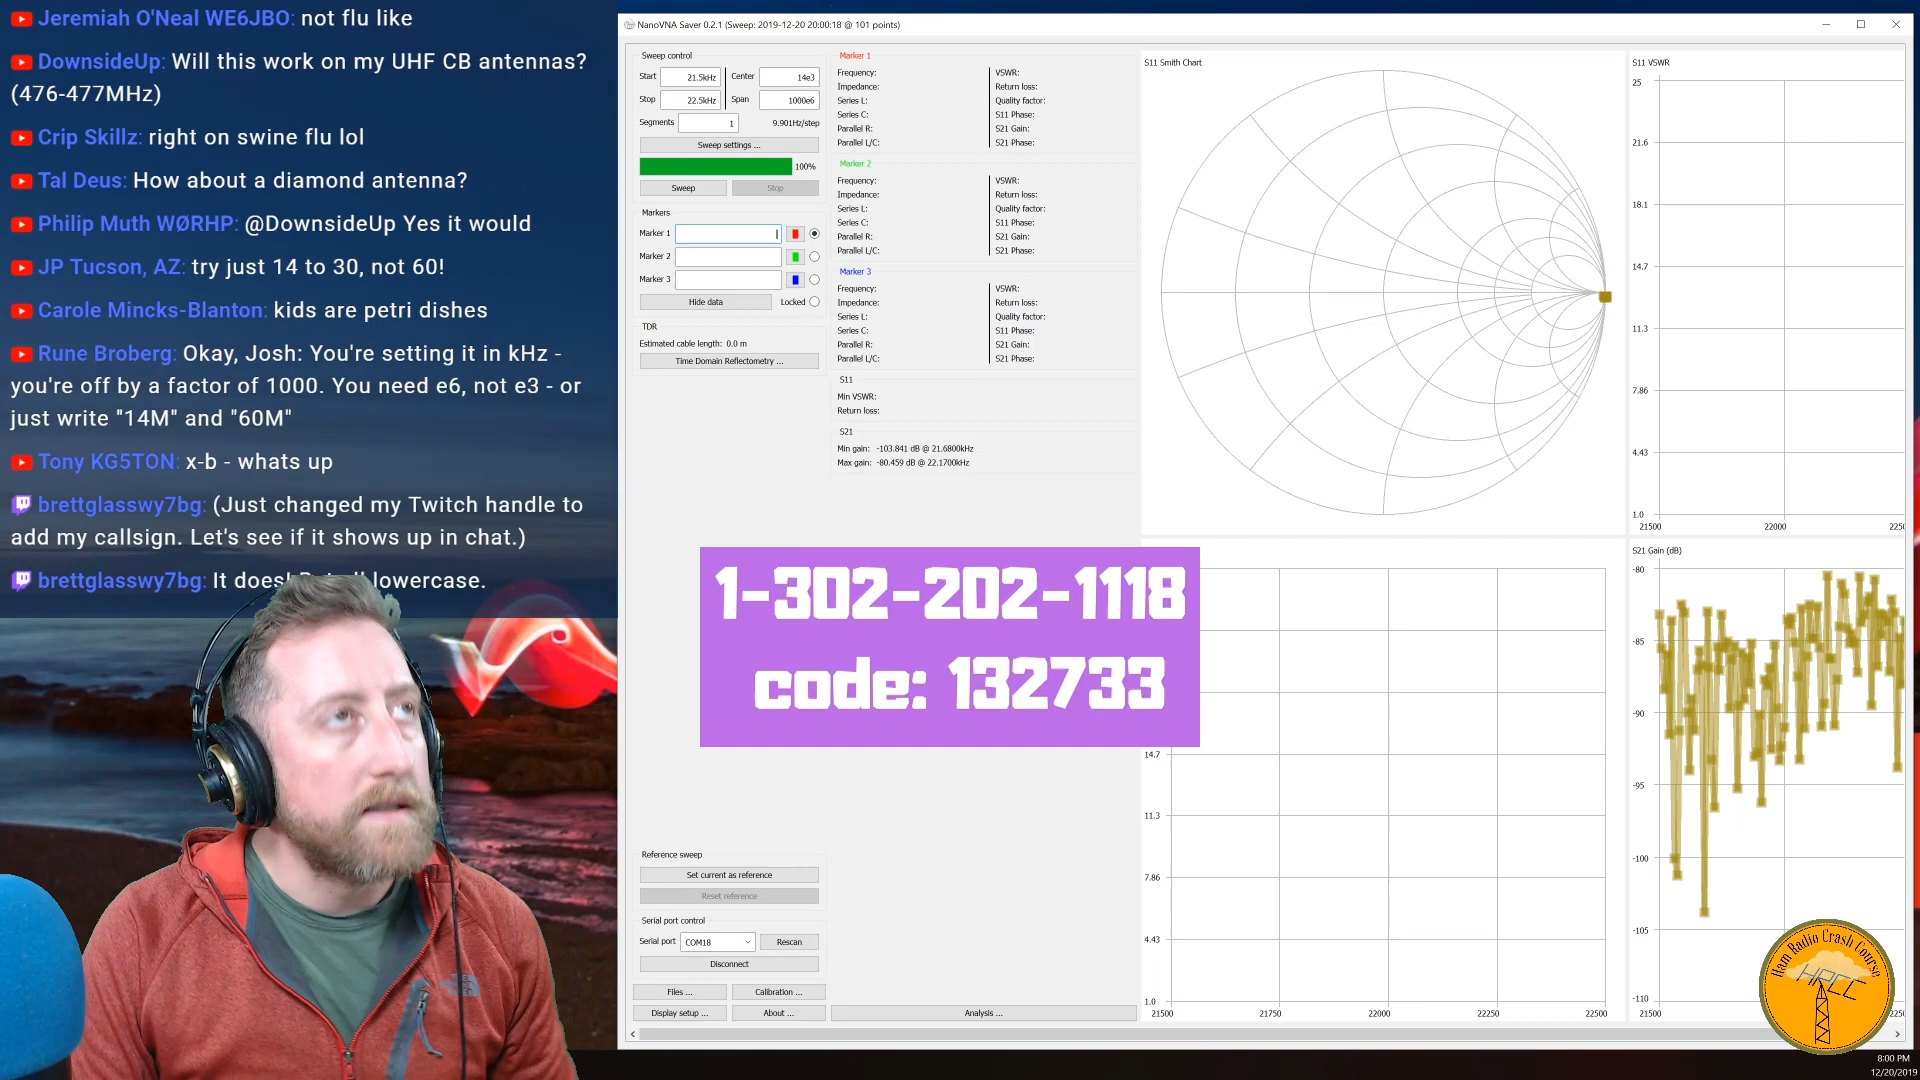 Jeremiah O'Neal WE6JBO: not flu like
DownsideUp: Will this work on my UHF CB antennas?
(476-477MHz)
Crip Skillz: right on swine flu lol
Tal Deus: How about a diamond antenna?
Philip Muth WØRHP: @DownsideUp Yes it would
JP Tucson, AZ: try just 14 to 30, not 60!
Carole Mincks-Blanton: kids are petri dishes
Rune Broberg: Okay, Josh: You're setting it in kHz -
you're off by a factor of 1000. You need e6, not e3 - or
just write "14M" and "60M"
Tony KG5TON: x-b - whats up
brettglasswy7bg: (Just changed my Twitch handle to
add my callsign. Let's see if it shows up in chat.)
brettglasswy7bg: It does! lowercase.
NanoVNA Saver 0.2.1 (Sweep: 2019-12-20 20:00:18 @ 101 points)
Sweep control
Start 21.5kHz Center 14e3
Stop 22.5kHz Span 1000e6
Segments 1 9.901Hz/step
Sweep settings ...
100%
Sweep Stop
Markers
Marker 1
Marker 2
Marker 3
Hide data Locked
TDR
Estimated cable length: 0.0 m
Time Domain Reflectometry ...
Reference sweep
Set current as reference
Reset reference
Serial port control
Serial port COM18 Rescan
Disconnect
Files ... Calibration ...
Display setup ... About ...
Marker 1
Frequency: VSWR:
Impedance: Return loss:
Series L: Quality factor:
Series C: S11 Phase:
Parallel R: S21 Gain:
Parallel L/C: S21 Phase:
Marker 2
Frequency: VSWR:
Impedance: Return loss:
Series L: Quality factor:
Series C: S11 Phase:
Parallel R: S21 Gain:
Parallel L/C: S21 Phase:
Marker 3
Frequency: VSWR:
Impedance: Return loss:
Series L: Quality factor:
Series C: S11 Phase:
Parallel R: S21 Gain:
Parallel L/C: S21 Phase:
S11
Min VSWR:
Return loss:
S21
Min gain: -103.841 dB @ 21.6800kHz
Max gain: -80.459 dB @ 22.1700kHz
Analysis ...
1-302-202-1118
code: 132733
S11 Smith Chart
S11 VSWR
25
21.6
18.1
14.7
11.3
7.86
4.43
1.0
21500 22000 225
14.7
11.3
7.86
4.43
1.0
21500 21750 22000 22250 22500
S21 Gain (dB)
-80
-85
-90
-95
-100
-105
-110
21500
Ham Radio Crash Course
HRCC
8:00 PM
12/20/2019